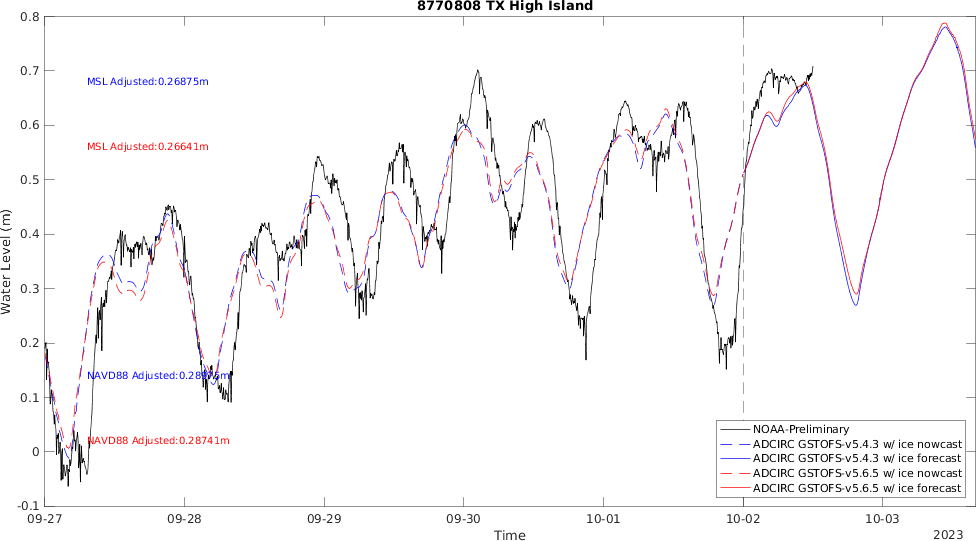 8770808 TX High Island
0.8
0.7
0.6
0.5
0.4
0.3
0.2
0.1
0
-0.1
Water Level (m)
MSL Adjusted:0.26875m
MSL Adjusted:0.26641m
NAVD88 Adjusted:0.28
NAVD88 Adjusted:0.28741m
NOAA-Preliminary
ADCIRC GSTOFS-v5.4.3 w/ ice nowcast
ADCIRC GSTOFS-v5.4.3 w/ ice forecast
ADCIRC GSTOFS-v5.6.5 w/ ice nowcast
ADCIRC GSTOFS-v5.6.5 w/ ice forecast
09-27 09-28 09-29 09-30 10-01 10-02 10-03
Time
2023